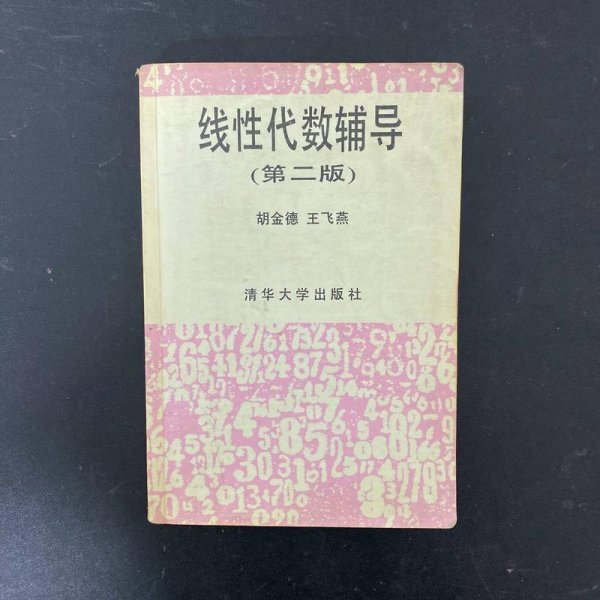 线性代数辅导
(第二版)
胡金德 王飞燕
清华大学出版社